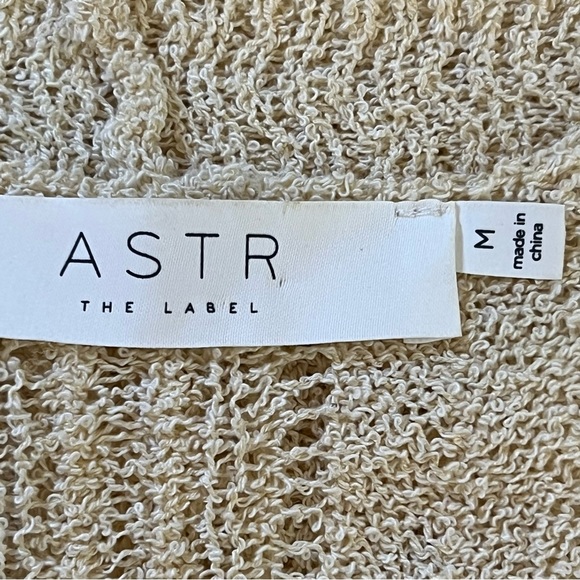 ASTR
THE LABEL
M
made in
china